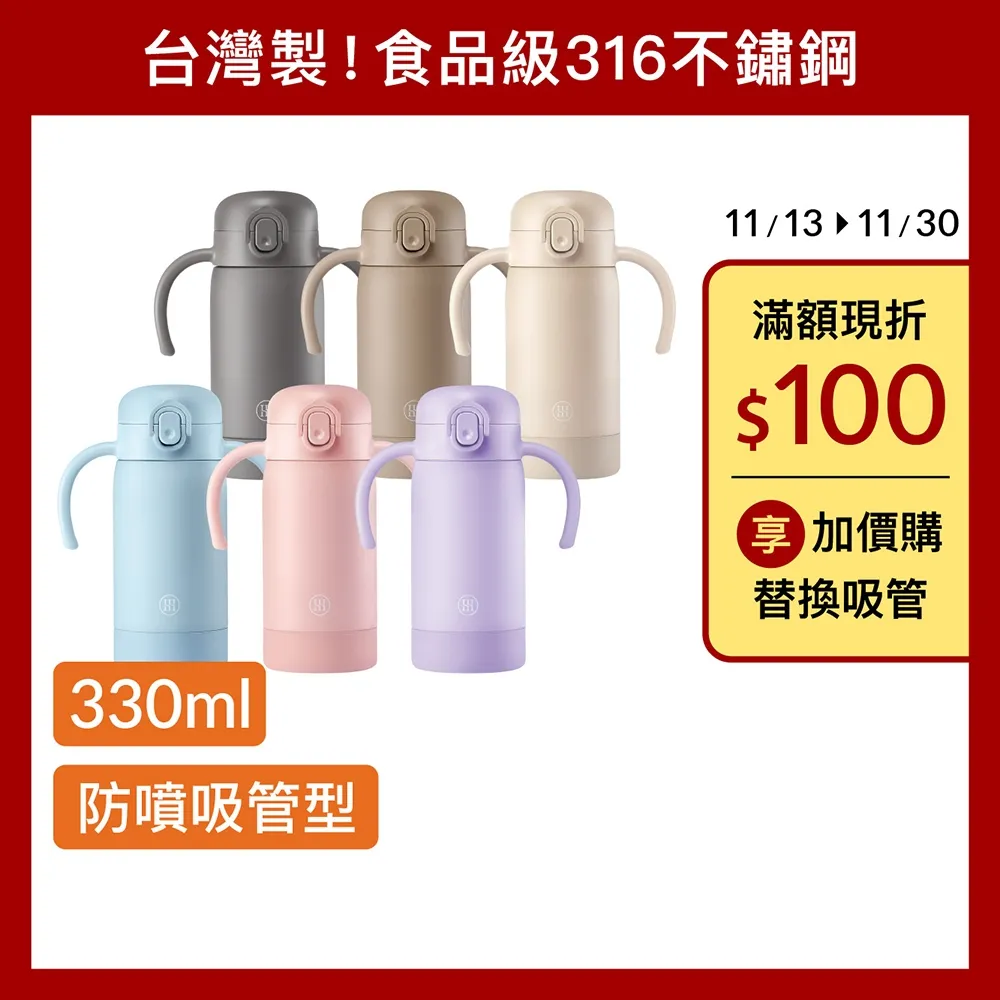 台灣製！食品級316不鏽鋼
11/13▶11/30
滿額現折
$100
享 加價購
替換吸管
330ml
防噴吸管型